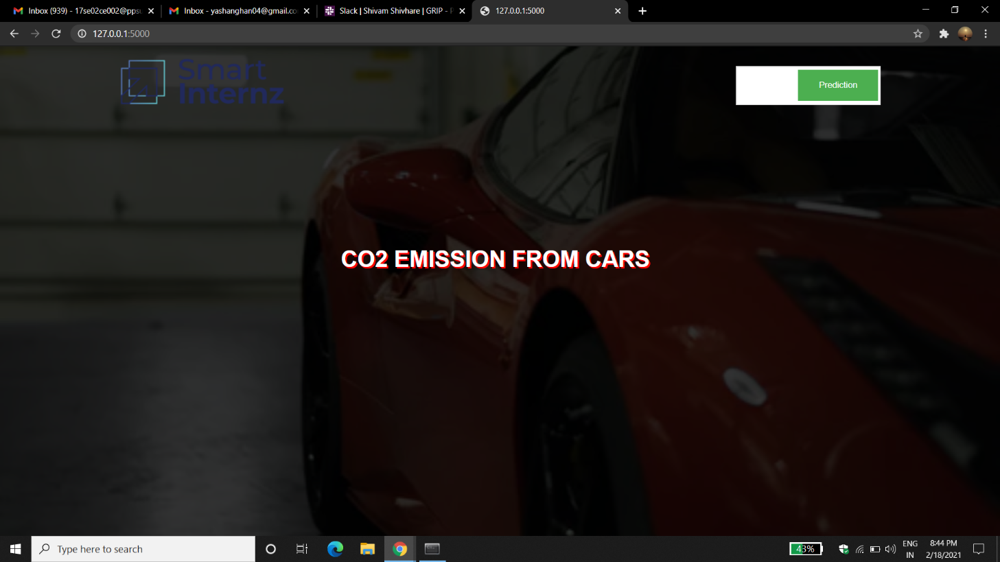 Inbox (939) - 17se02ce002@ppsu
Inbox - yashanghan04@gmail.co
Slack | Shivam Shivhare | GRIP - P
127.0.0.1:5000
127.0.0.1:5000
Smart
Internz
Prediction
CO2 EMISSION FROM CARS
Type here to search
43%
ENG
IN
8:44 PM
2/18/2021